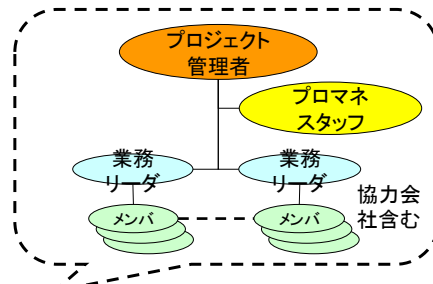 プロジェクト
管理者
プロマネ
スタッフ
業務
リーダ
業務
リーダ
メンバ
メンバ
協力会
社含む